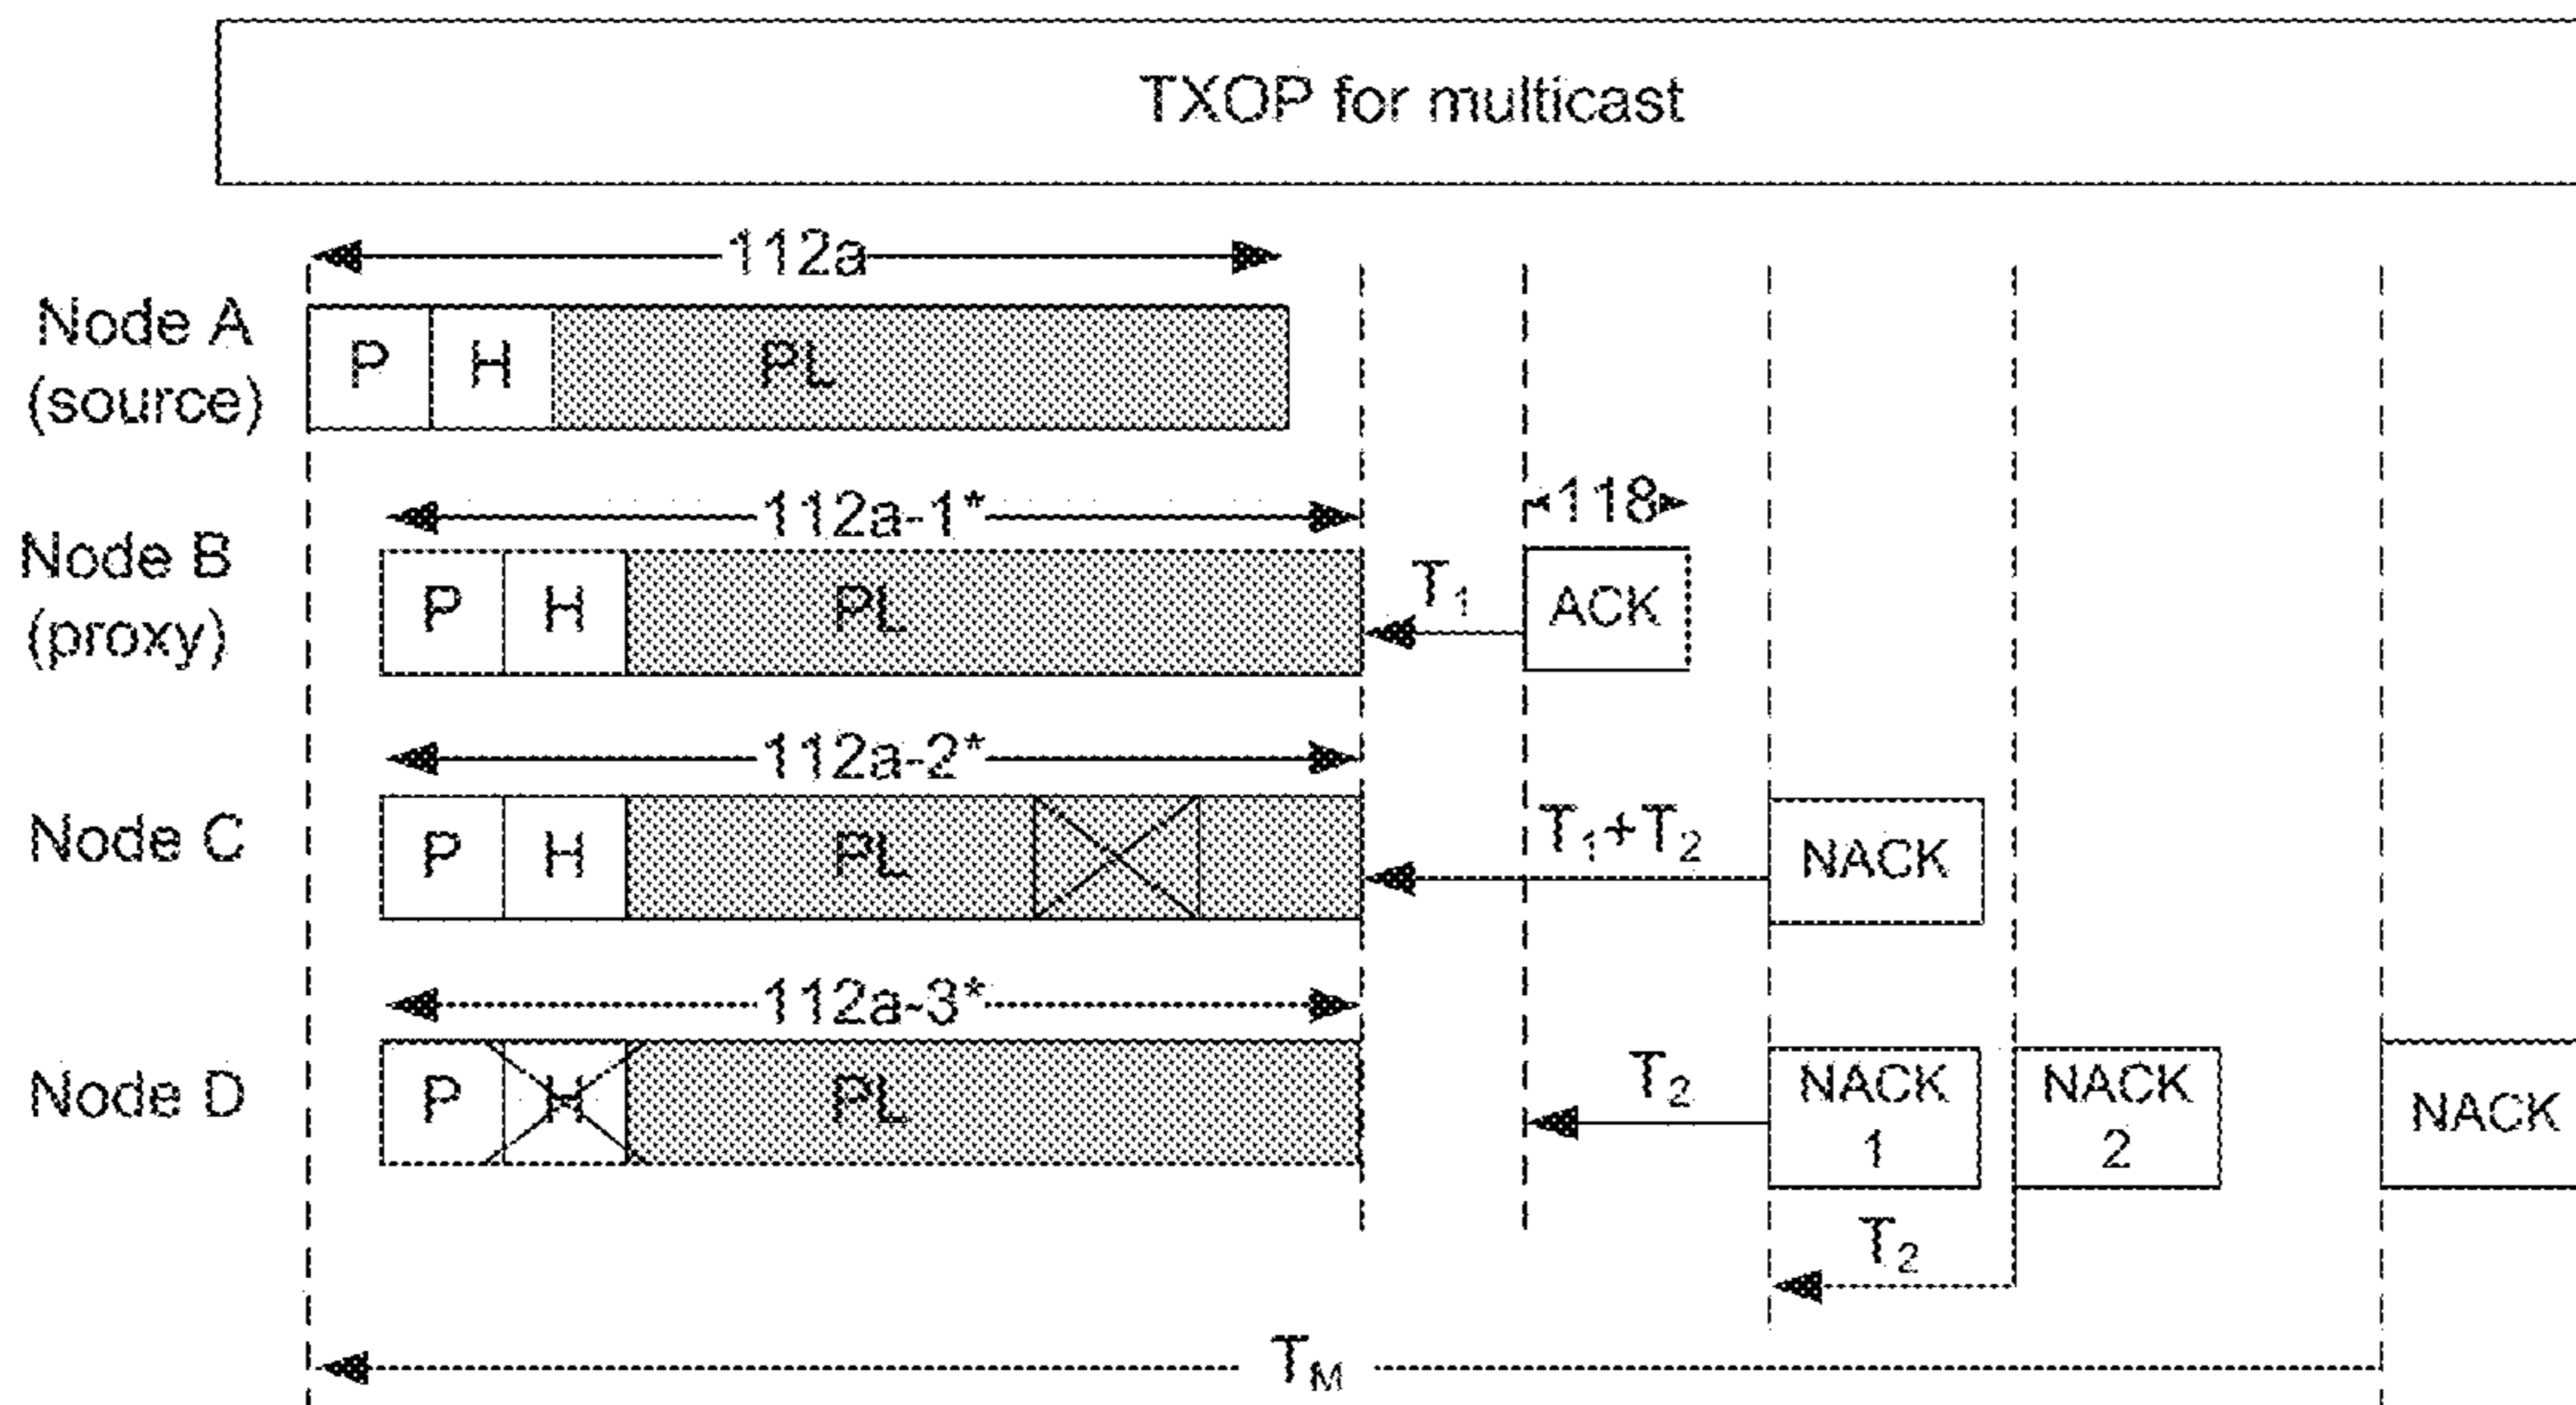 TXOP for multicast
112a
Node A
(source)
P H PL
112a-1*
118
Node B
(proxy)
P H PL
T₁
ACK
112a-2*
Node C
P H PL
T₁+T₂
NACK
112a-3*
Node D
P H PL
T₂
NACK
1
NACK
2
NACK
T₂
T_M